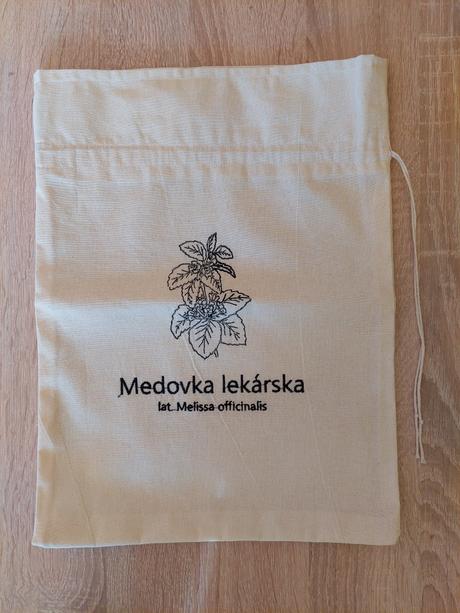 Medovka lekárska
lat. Melissa officinalis